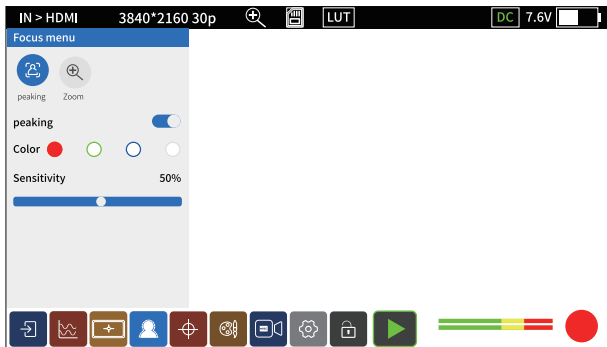 IN > HDMI 3840*2160 30p LUT DC 7.6V
Focus menu
peaking Zoom
peaking
Color
Sensitivity 50%